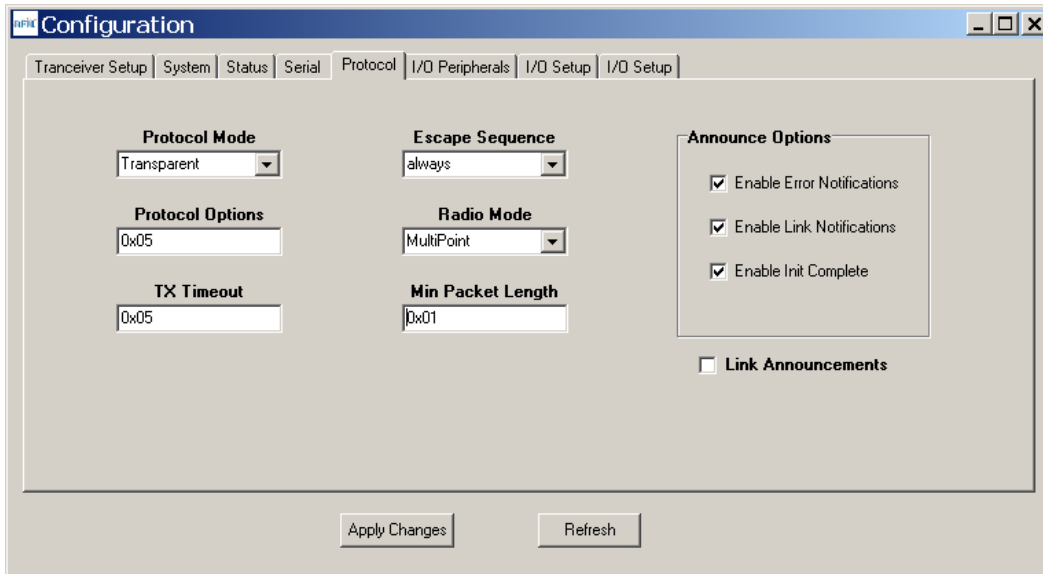 RFIC Configuration
Tranceiver Setup System Status Serial Protocol I/O Peripherals I/O Setup I/O Setup
Protocol Mode Escape Sequence Announce Options
Transparent always
Enable Error Notifications
Protocol Options Radio Mode
Enable Link Notifications
0x05 MultiPoint
Enable Init Complete
TX Timeout Min Packet Length
0x05 0x01
Link Announcements
Apply Changes Refresh